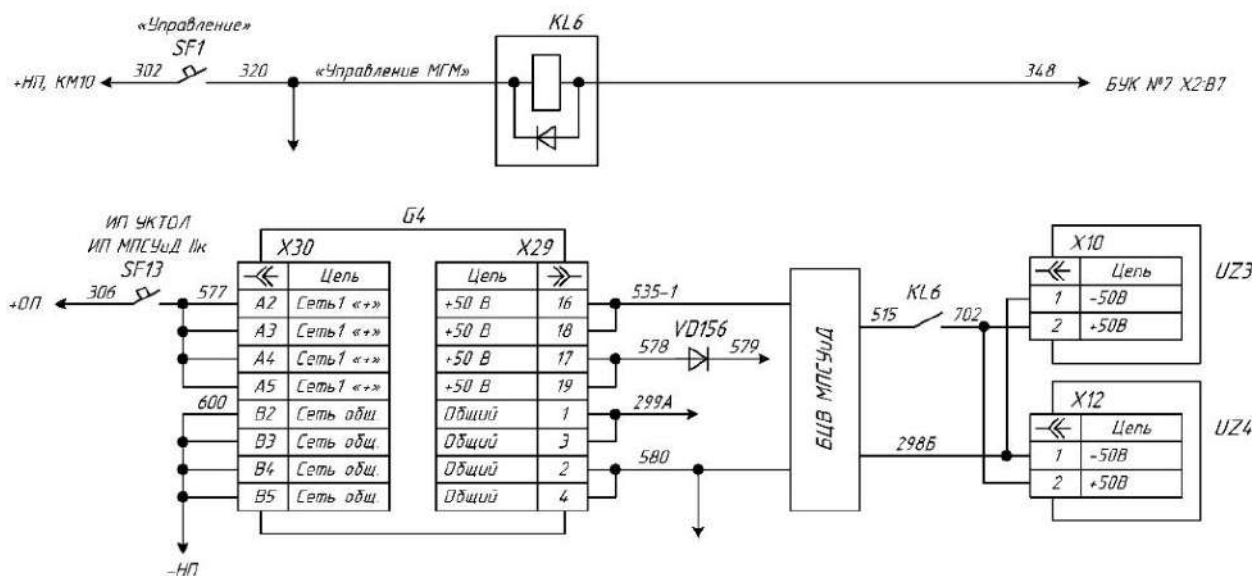 «Управление»
SF1
KL6
+НП, КМ10
302
320
«Управление МГМ»
348
БУК №7 X2:B7
ИП УКТОЛ
ИП МПСУиД IIк
SF13
+ОП
306
577
600
-НП
G4
X30
Цепь
A2 Сеть1 «+»
A3 Сеть1 «+»
A4 Сеть1 «+»
A5 Сеть1 «+»
B2 Сеть общ.
B3 Сеть общ.
B4 Сеть общ.
B5 Сеть общ.
X29
Цепь
+50 В 16
+50 В 18
+50 В 17
+50 В 19
Общий 1
Общий 3
Общий 2
Общий 4
535-1
VD156
578
579
299А
580
БЦВ МПСУиД
KL6
515
702
298Б
X10
Цепь
1 -50В
2 +50В
UZ3
X12
Цепь
1 -50В
2 +50В
UZ4